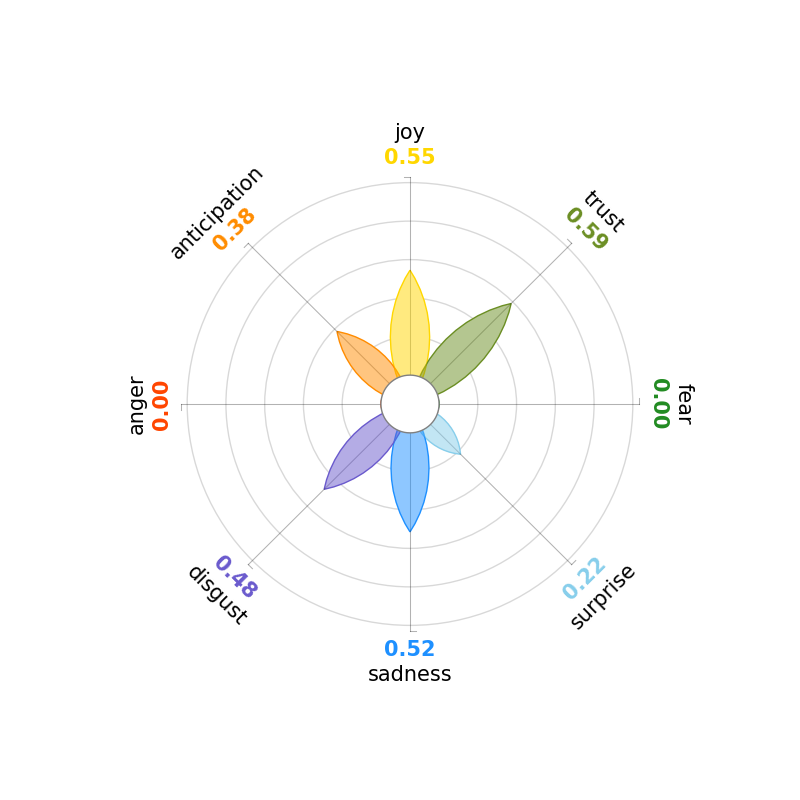 joy
0.55
trust
0.59
anticipation
0.38
anger
0.00
fear
0.00
disgust
0.48
surprise
0.22
0.52
sadness